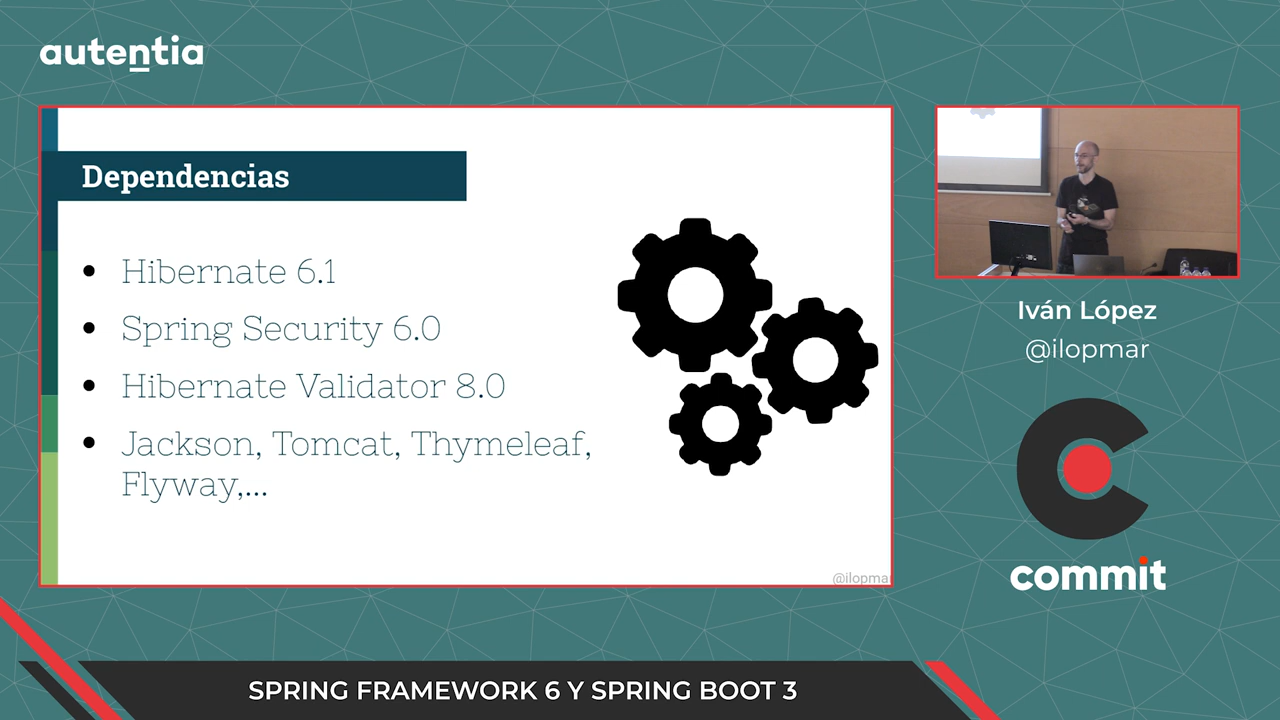 autentia
Dependencias
Hibernate 6.1
Spring Security 6.0
Hibernate Validator 8.0
Jackson, Tomcat, Thymeleaf,
Flyway,...
@ilopmar
Iván López
@ilopmar
commit
SPRING FRAMEWORK 6 Y SPRING BOOT 3